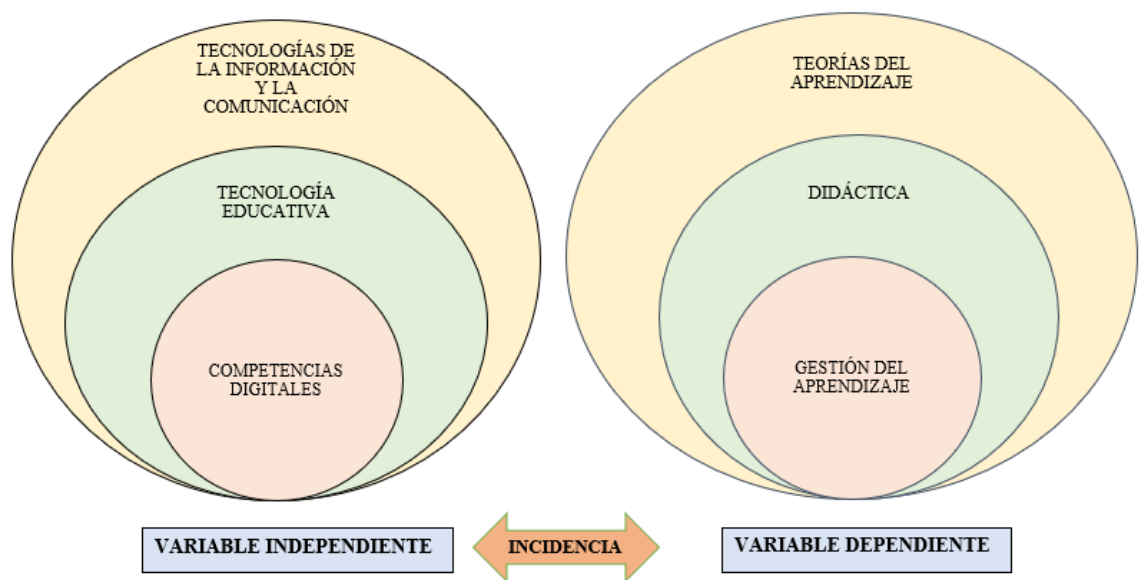 TECNOLOGÍAS DE
LA INFORMACIÓN
Y LA
COMUNICACIÓN
TECNOLOGÍA
EDUCATIVA
COMPETENCIAS
DIGITALES
TEORÍAS DEL
APRENDIZAJE
DIDÁCTICA
GESTIÓN DEL
APRENDIZAJE
VARIABLE INDEPENDIENTE
INCIDENCIA
VARIABLE DEPENDIENTE